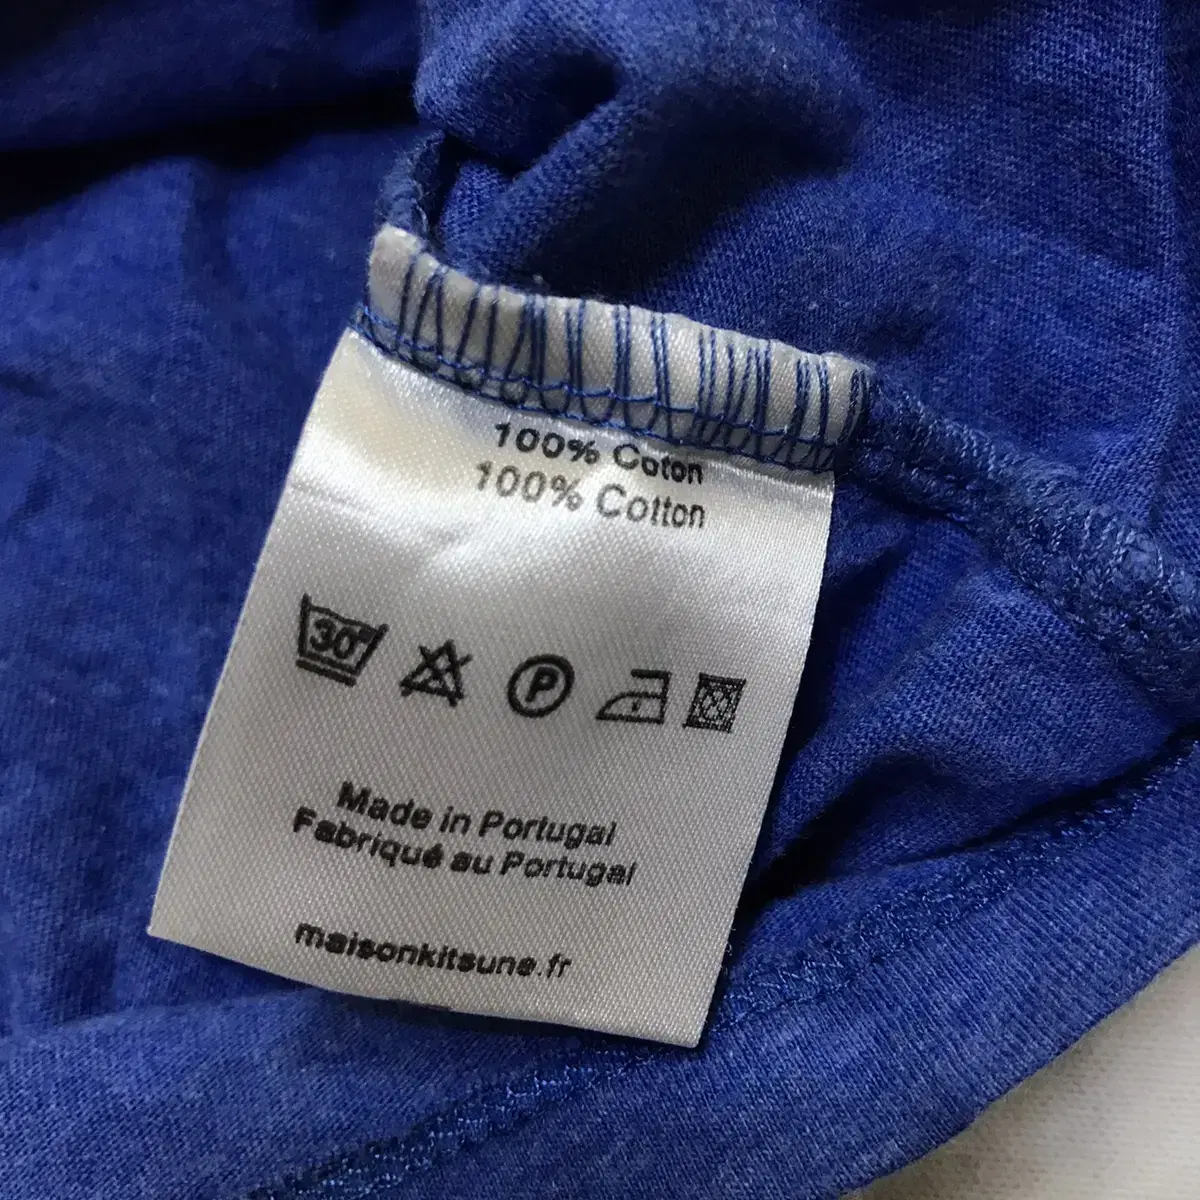 100% Coton
100% Cotton
30°
P
Made in Portugal
Fabriqué au Portugal
maisonkitsune.fr